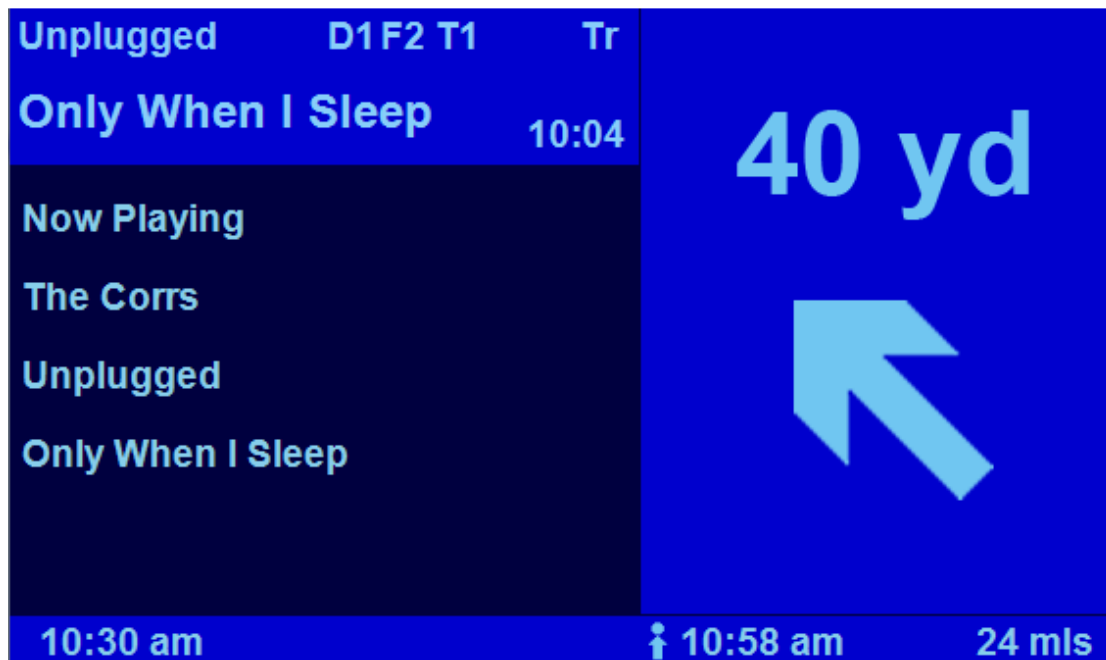 Unplugged D1 F2 T1 Tr
Only When I Sleep 10:04
Now Playing
The Corrs
Unplugged
Only When I Sleep
40 yd
10:30 am 10:58 am 24 mls